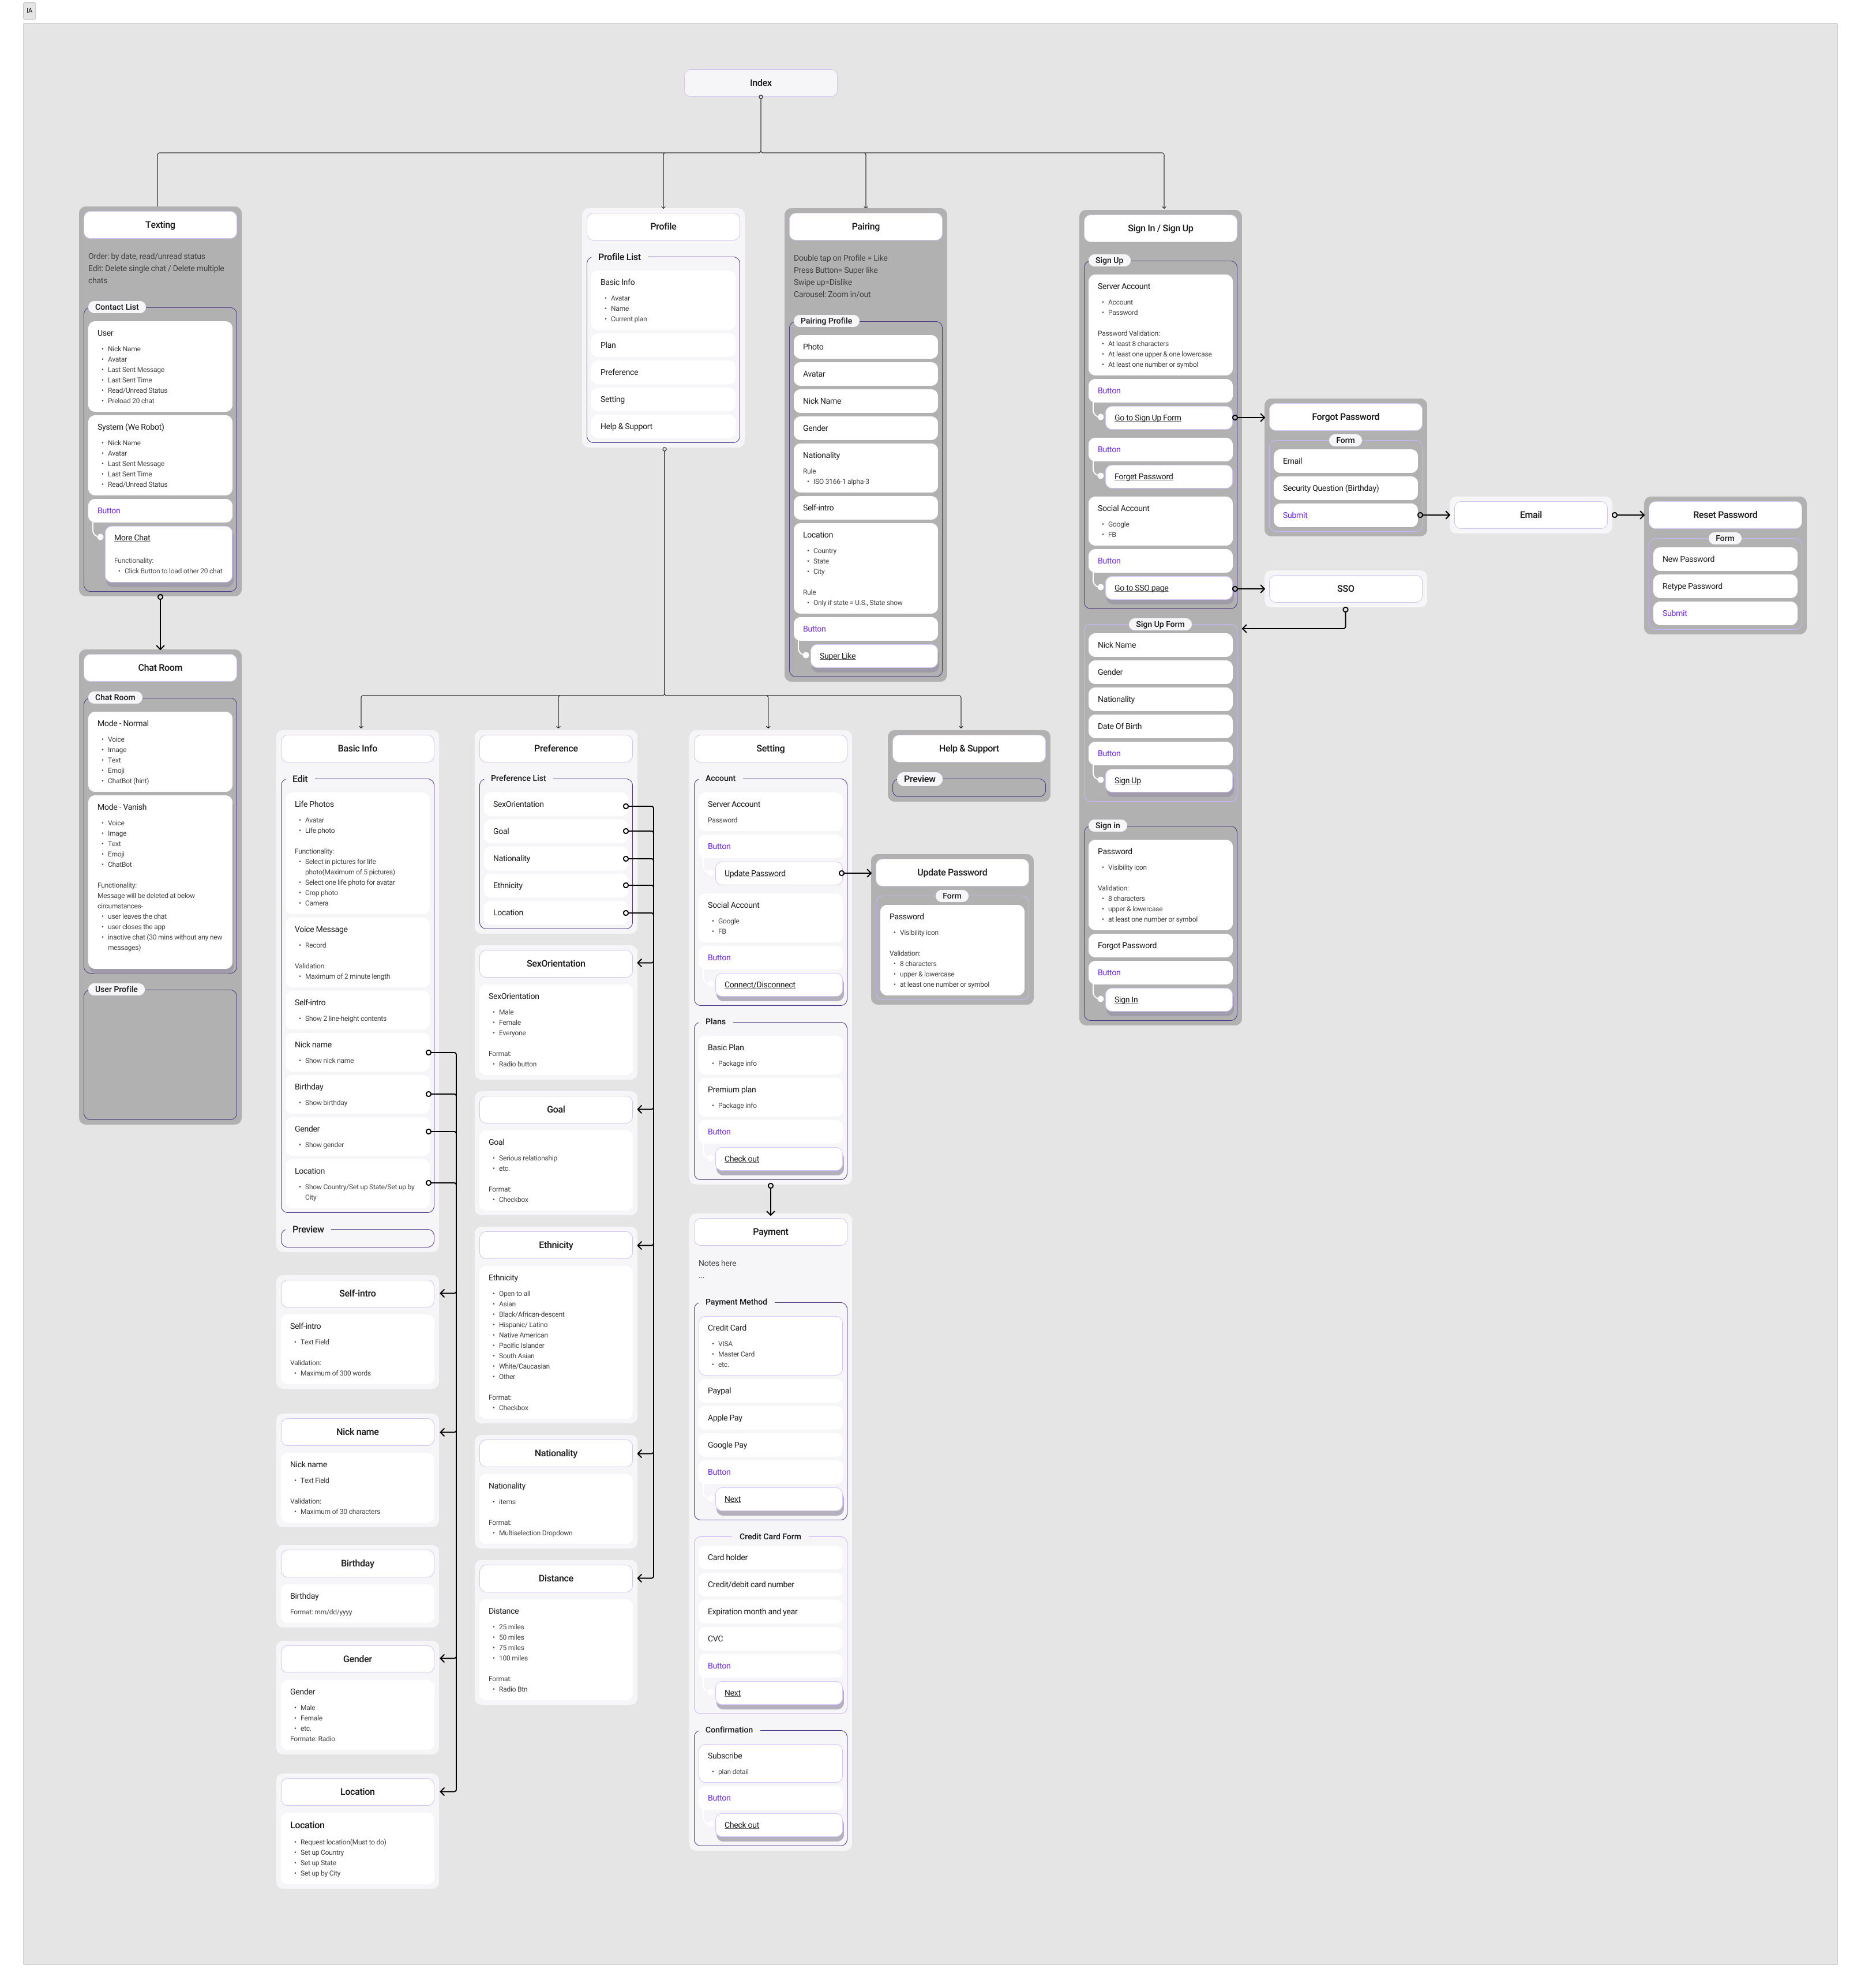 IA
Index
Texting
Order: by date, read/unread status
Edit: Delete single chat / Delete multiple
chats
Contact List
User
• Nick Name
• Avatar
• Last Sent Message
• Last Sent Time
• Read/Unread Status
• Preload 20 chat
System (We Robot)
• Nick Name
• Avatar
• Last Sent Message
• Last Sent Time
• Read/Unread Status
Button
More Chat
Functionality:
• Click Button to load other 20 chat
Chat Room
Chat Room
Mode - Normal
• Voice
• Image
• Text
• Emoji
• ChatBot (hint)
Mode - Vanish
• Voice
• Image
• Text
• Emoji
• ChatBot
Functionality:
Message will be deleted at below
circumstances-
• user leaves the chat
• user closes the app
• inactive chat (30 mins without any new
messages)
User Profile
Profile
Profile List
Basic Info
• Avatar
• Name
• Current plan
Plan
Preference
Setting
Help & Support
Pairing
Double tap on Profile = Like
Press Button= Super like
Swipe up=Dislike
Carousel: Zoom in/out
Pairing Profile
Photo
Avatar
Nick Name
Gender
Nationality
Rule
• ISO 3166-1 alpha-3
Self-intro
Location
• Country
• State
• City
Rule
• Only if state = U.S., State show
Button
Super Like
Sign In / Sign Up
Sign Up
Server Account
• Account
• Password
Password Validation:
• At least 8 characters
• At least one upper & one lowercase
• At least one number or symbol
Button
Go to Sign Up Form
Button
Forget Password
Social Account
• Google
• FB
Button
Go to SSO page
Sign Up Form
Nick Name
Gender
Nationality
Date Of Birth
Button
Sign Up
Sign in
Password
• Visibility icon
Validation:
• 8 characters
• upper & lowercase
• at least one number or symbol
Forgot Password
Button
Sign In
Forgot Password
Form
Email
Security Question (Birthday)
Submit
SSO
Email
Reset Password
Form
New Password
Retype Password
Submit
Basic Info
Edit
Life Photos
• Avatar
• Life photo
Functionality:
• Select in pictures for life
photo(Maximum of 5 pictures)
• Select one life photo for avatar
• Crop photo
• Camera
Voice Message
• Record
Validation:
• Maximum of 2 minute length
Self-intro
• Show 2 line-height contents
Nick name
• Show nick name
Birthday
• Show birthday
Gender
• Show gender
Location
• Show Country/Set up State/Set up by
City
Preview
Self-intro
Self-intro
• Text Field
Validation:
• Maximum of 300 words
Nick name
Nick name
• Text Field
Validation:
• Maximum of 30 characters
Birthday
Birthday
Format: mm/dd/yyyy
Gender
Gender
• Male
• Female
• etc.
Formate: Radio
Location
Location
• Request location(Must to do)
• Set up Country
• Set up State
• Set up by City
Preference
Preference List
SexOrientation
Goal
Nationality
Ethnicity
Location
SexOrientation
SexOrientation
• Male
• Female
• Everyone
Format:
• Radio button
Goal
Goal
• Serious relationship
• etc.
Format:
• Checkbox
Ethnicity
Ethnicity
• Open to all
• Asian
• Black/African-descent
• Hispanic/ Latino
• Native American
• Pacific Islander
• South Asian
• White/Caucasian
• Other
Format:
• Checkbox
Nationality
Nationality
• items
Format:
• Multiselection Dropdown
Distance
Distance
• 25 miles
• 50 miles
• 75 miles
• 100 miles
Format:
• Radio Btn
Setting
Account
Server Account
Password
Button
Update Password
Social Account
• Google
• FB
Button
Connect/Disconnect
Plans
Basic Plan
• Package info
Premium plan
• Package info
Button
Check out
Payment
Notes here
...
Payment Method
Credit Card
• VISA
• Master Card
• etc.
Paypal
Apple Pay
Google Pay
Button
Next
Credit Card Form
Card holder
Credit/debit card number
Expiration month and year
CVC
Button
Next
Confirmation
Subscribe
• plan detail
Button
Check out
Help & Support
Preview
Update Password
Form
Password
• Visibility icon
Validation:
• 8 characters
• upper & lowercase
• at least one number or symbol